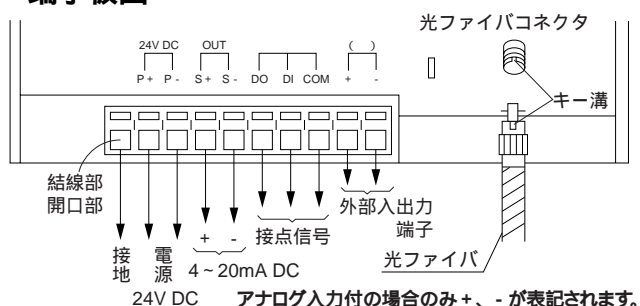 端子板図
光ファイバコネクタ
24V DC OUT ( )
P + P - S + S - DO DI COM + -
キー溝
結線部
開口部
外部入出力
端子
+ - 接点信号
接地
電源
光ファイバ
4 ~ 20mA DC
24V DC アナログ入力付の場合のみ + 、 - が表記されます。